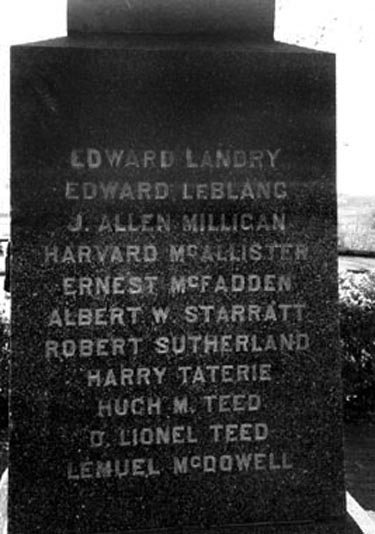 EDWARD LANDRY
EDWARD LEBLANC
J. ALLEN MILLIGAN
HARVARD McALLISTER
ERNEST McFADDEN
ALBERT W. STARRATT
ROBERT SUTHERLAND
HARRY TATERIE
HUGH M. TEED
D. LIONEL TEED
LEMUEL McDOWELL